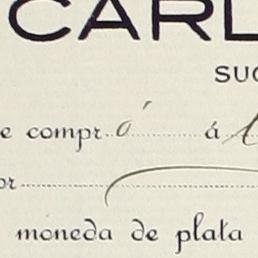 CARL
SUC
e compr ó á
or
moneda de plata